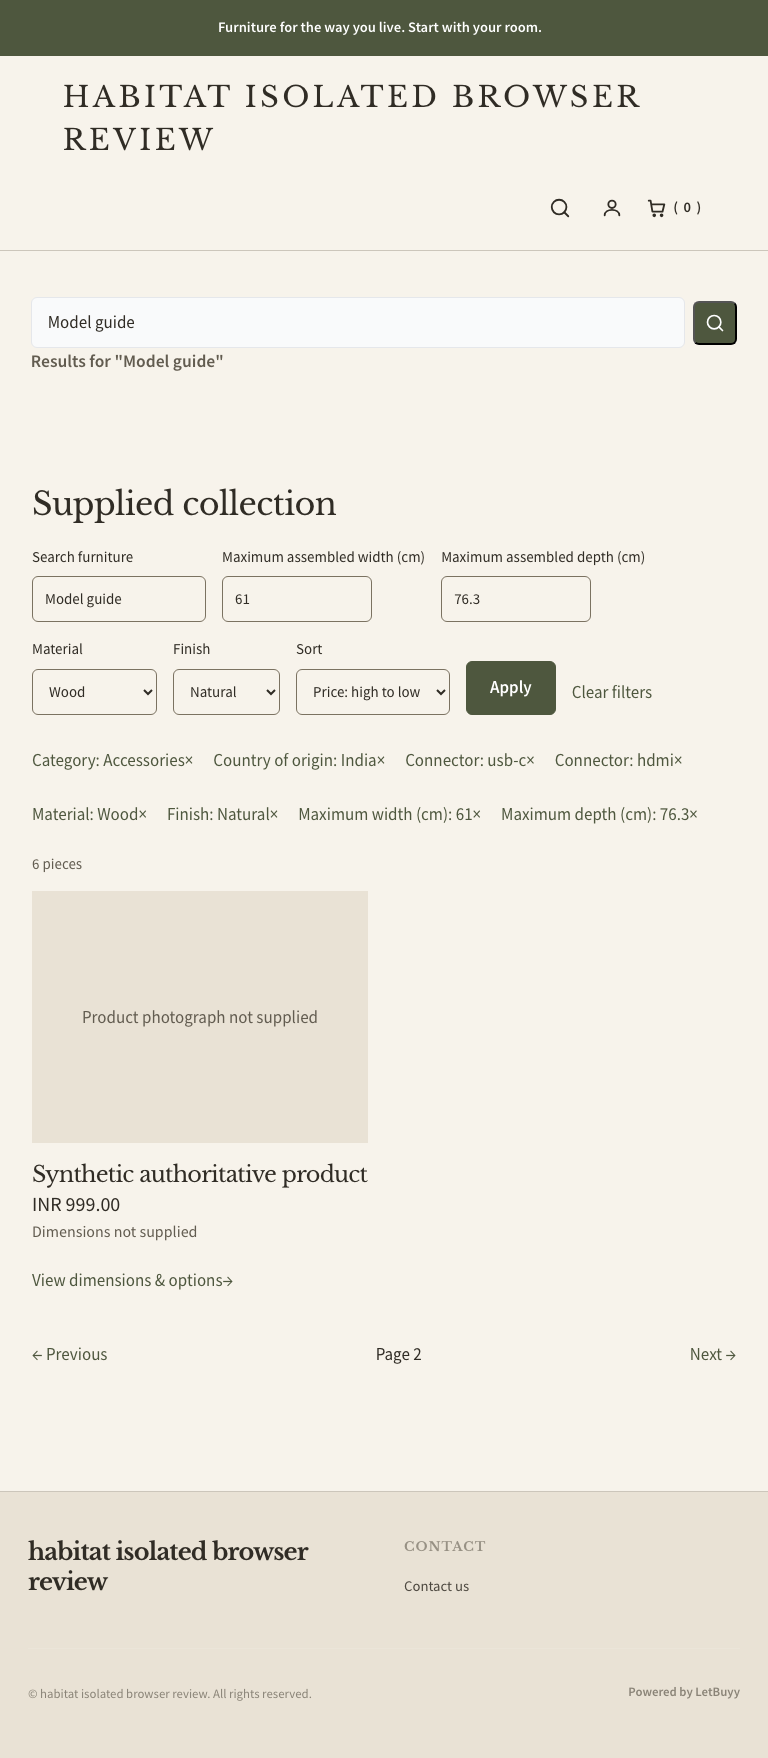 Furniture for the way you live. Start with your room.
HABITAT ISOLATED BROWSER
REVIEW
( 0 )
Model guide
Results for "Model guide"
Supplied collection
Search furniture
Maximum assembled width (cm)
Maximum assembled depth (cm)
Model guide
61
76.3
Material
Finish
Sort
Wood
Natural
Price: high to low
Apply
Clear filters
Category: Accessories×
Country of origin: India×
Connector: usb-c×
Connector: hdmi×
Material: Wood×
Finish: Natural×
Maximum width (cm): 61×
Maximum depth (cm): 76.3×
6 pieces
Product photograph not supplied
Synthetic authoritative product
INR 999.00
Dimensions not supplied
View dimensions & options→
← Previous
Page 2
Next →
habitat isolated browser
review
CONTACT
Contact us
© habitat isolated browser review. All rights reserved.
Powered by LetBuyy